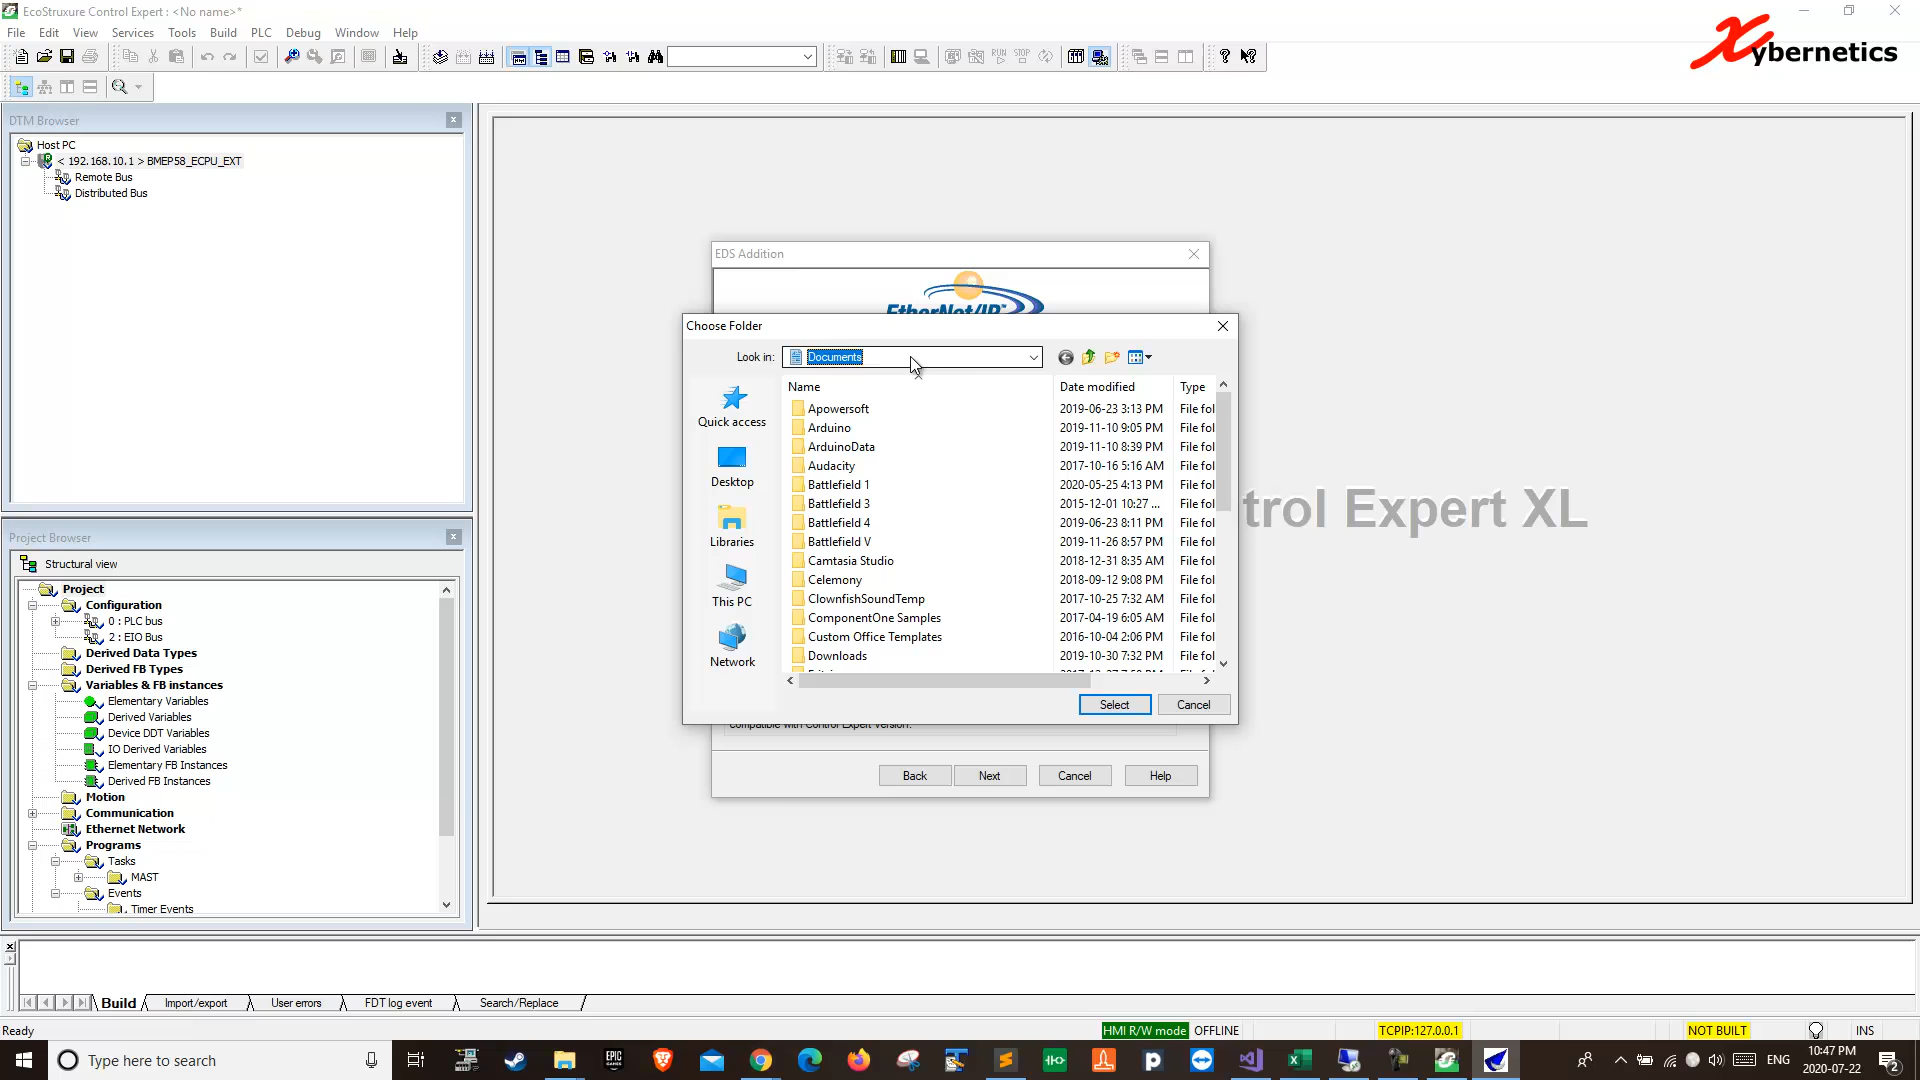 EcoStruxure Control Expert : <No name>*
File Edit View Services Tools Build PLC Debug Window Help
Xybernetics
RUN STOP
DTM Browser
Host PC
< 192.168.10.1 > BMEP58_ECPU_EXT
Remote Bus
Distributed Bus
EDS Addition
EtherNet/IP™
Choose Folder
Look in: Documents
Name Date modified Type
Apowersoft 2019-06-23 3:13 PM File fol
Arduino 2019-11-10 9:05 PM File fol
ArduinoData 2019-11-10 8:39 PM File fol
Audacity 2017-10-16 5:16 AM File fol
Battlefield 1 2020-05-25 4:13 PM File fol
Battlefield 3 2015-12-01 10:27 ... File fol
Battlefield 4 2019-06-23 8:11 PM File fol
Battlefield V 2019-11-26 8:57 PM File fol
Camtasia Studio 2018-12-31 8:35 AM File fol
Celemony 2018-09-12 9:08 PM File fol
ClownfishSoundTemp 2017-10-25 7:32 AM File fol
ComponentOne Samples 2017-04-19 6:05 AM File fol
Custom Office Templates 2016-10-04 2:06 PM File fol
Downloads 2019-10-30 7:32 PM File fol
Quick access
Desktop
Libraries
This PC
Network
Select Cancel
compatible with Control Expert version.
Back Next Cancel Help
trol Expert XL
Project Browser
Structural view
Project
Configuration
0 : PLC bus
2 : EIO Bus
Derived Data Types
Derived FB Types
Variables & FB instances
Elementary Variables
Derived Variables
Device DDT Variables
IO Derived Variables
Elementary FB Instances
Derived FB Instances
Motion
Communication
Ethernet Network
Programs
Tasks
MAST
Events
Timer Events
Build Import/export User errors FDT log event Search/Replace
Ready HMI R/W mode OFFLINE TCPIP:127.0.0.1 NOT BUILT INS
Type here to search
EPIC GAMES
ENG
10:47 PM
2020-07-22
2